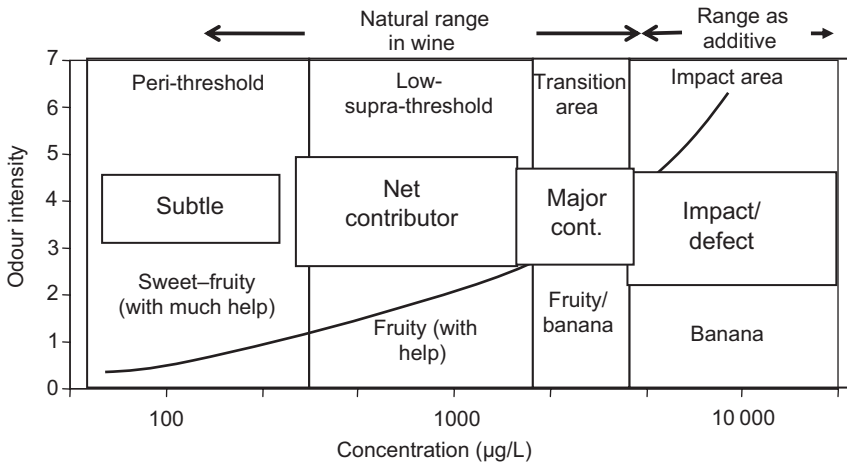 Natural range
in wine
Range as
additive
7
6
5
4
3
2
1
0
Odour intensity
Peri-threshold
Low-
supra-threshold
Transition
area
Impact area
Subtle
Net
contributor
Major
cont.
Impact/
defect
Sweet–fruity
(with much help)
Fruity (with
help)
Fruity/
banana
Banana
100
1000
10 000
Concentration (µg/L)